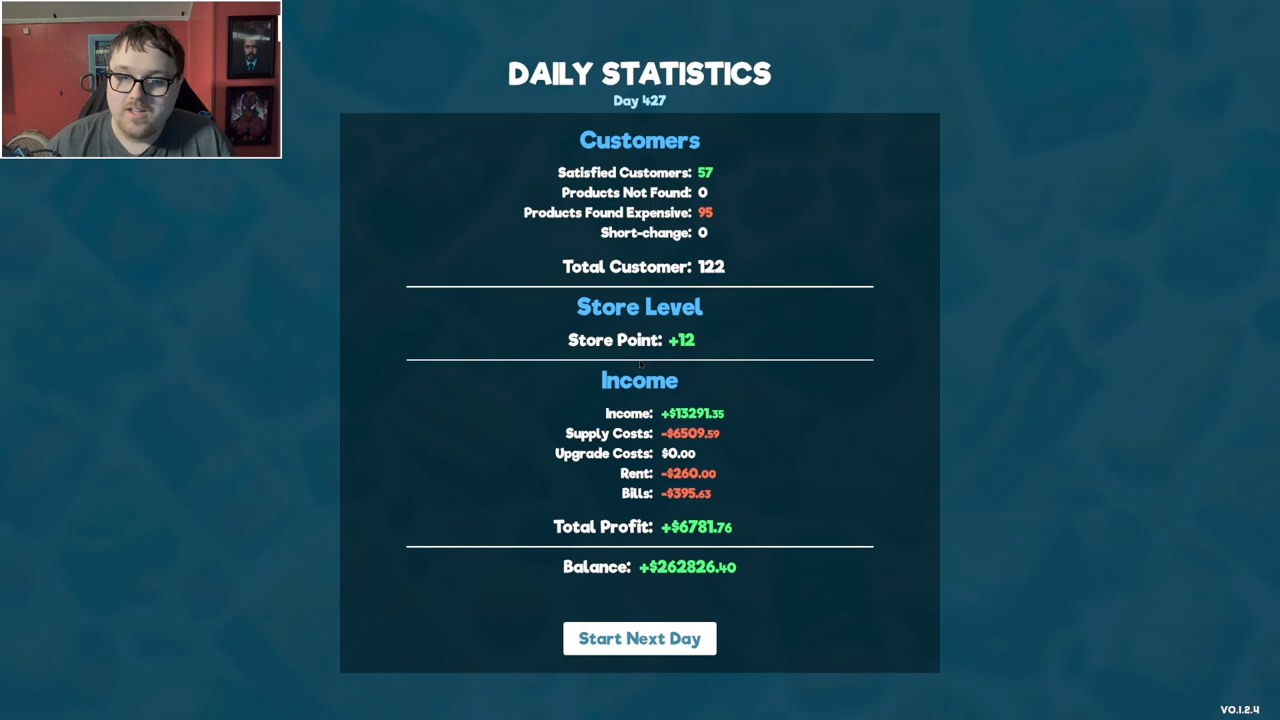 DAILY STATISTICS
Day 427
Customers
Satisfied Customers: 57
Products Not Found: 0
Products Found Expensive: 95
Short-change: 0
Total Customer: 122
Store Level
Store Point: +12
Income
Income: +$13291.35
Supply Costs: -$6509.59
Upgrade Costs: $0.00
Rent: -$260.00
Bills: -$395.63
Total Profit: +$6781.76
Balance: +$262826.40
Start Next Day
V0.1.2.4